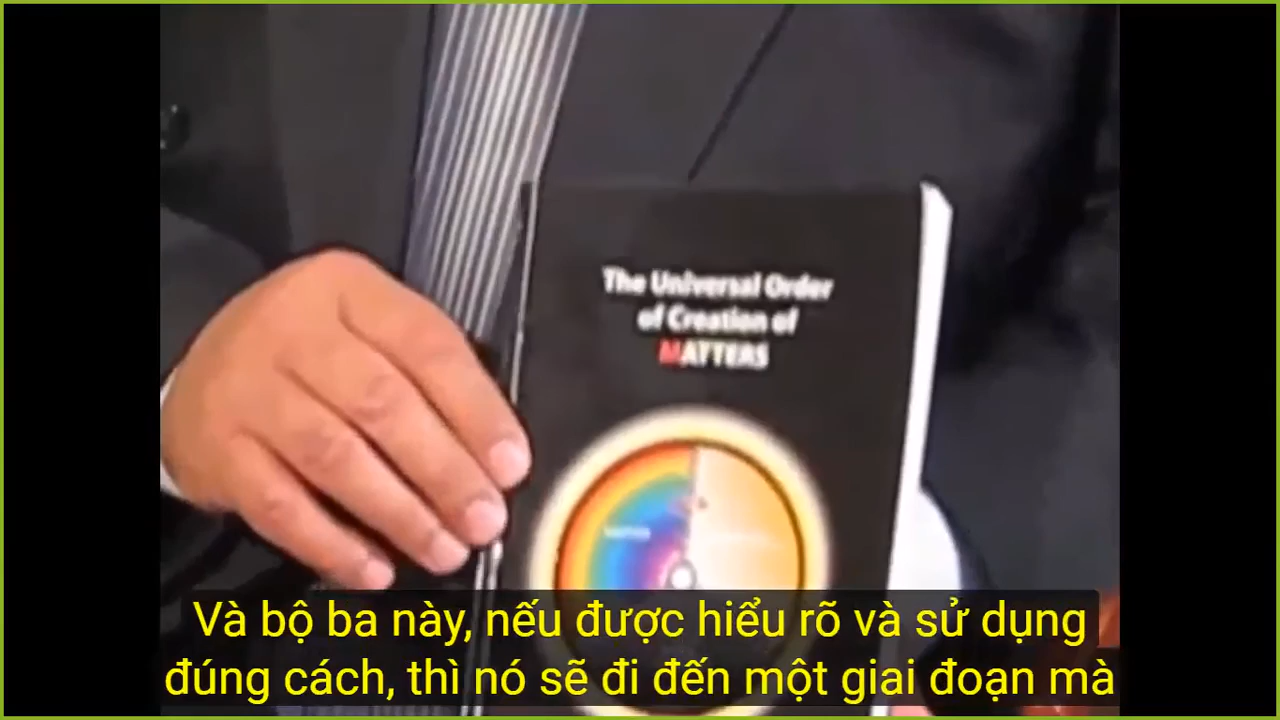 The Universal Order
of Creation of
MATTERS
Và bộ ba này, nếu được hiểu rõ và sử dụng
đúng cách, thì nó sẽ đi đến một giai đoạn mà